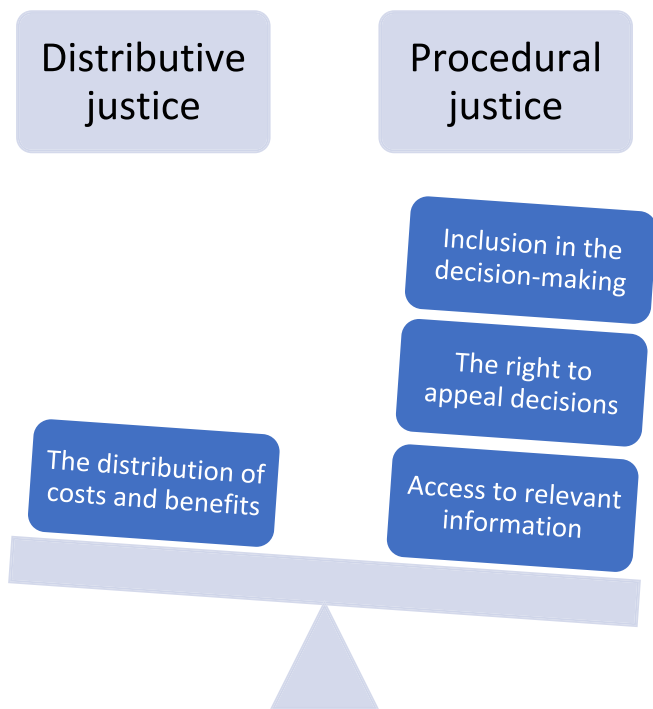 Distributive
justice
Procedural
justice
Inclusion in the
decision-making
The right to
appeal decisions
The distribution of
costs and benefits
Access to relevant
information